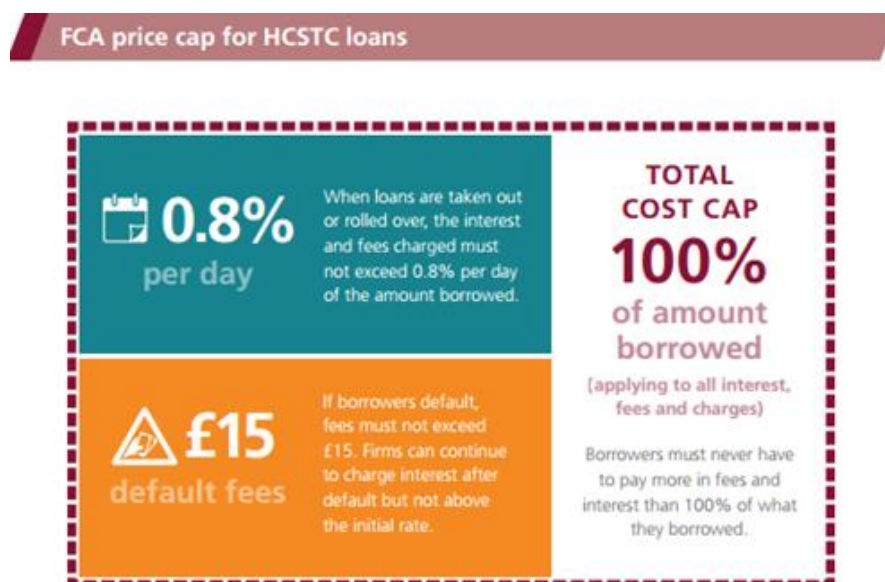 FCA price cap for HCSTC loans
0.8%
per day
When loans are taken out
or rolled over, the interest
and fees charged must
not exceed 0.8% per day
of the amount borrowed.
£15
default fees
If borrowers default,
fees must not exceed
£15. Firms can continue
to charge interest after
default but not above
the initial rate.
TOTAL
COST CAP
100%
of amount
borrowed
(applying to all interest,
fees and charges)
Borrowers must never have
to pay more in fees and
interest than 100% of what
they borrowed.